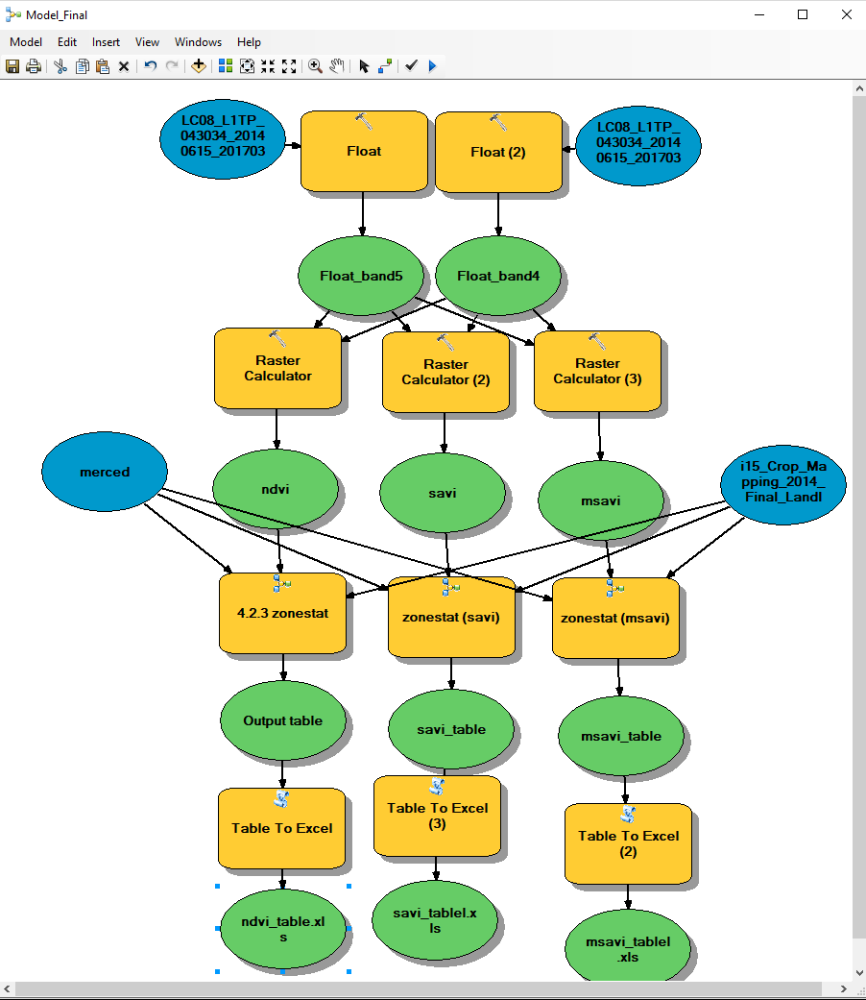 Model_Final
Model Edit Insert View Windows Help
LC08_L1TP_
043034_2014
0615_201703
Float
Float (2)
LC08_L1TP_
043034_2014
0615_201703
Float_band5
Float_band4
Raster
Calculator
Raster
Calculator (2)
Raster
Calculator (3)
merced
ndvi
savi
msavi
i15_Crop_Ma
pping_2014_
Final_LandI
4.2.3 zonestat
zonestat (savi)
zonestat (msavi)
Output table
savi_table
msavi_table
Table To Excel
Table To Excel
(3)
Table To Excel
(2)
ndvi_table.xl
s
savi_tablel.x
ls
msavi_tablel
.xls